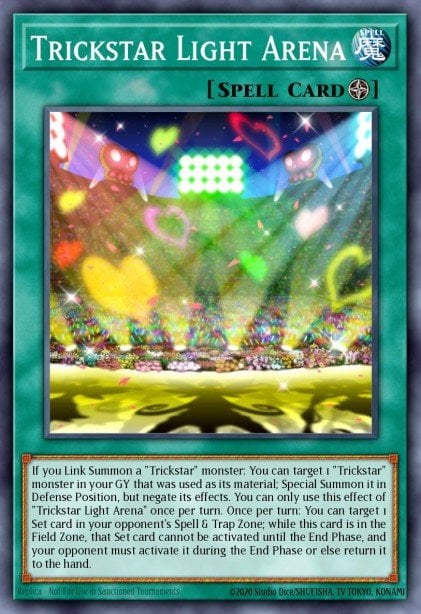 Trickstar Light Arena
SPELL
魔
[Spell Card]
If you Link Summon a "Trickstar" monster: You can target 1 "Trickstar"
monster in your GY that was used as its material; Special Summon it in
Defense Position, but negate its effects. You can only use this effect of
"Trickstar Light Arena" once per turn. Once per turn: You can target 1
Set card in your opponent's Spell & Trap Zone; while this card is in the
Field Zone, that Set card cannot be activated until the End Phase, and
your opponent must activate it during the End Phase or else return it
to the hand.
Replica - Not For Use in Sanctioned Tournaments
©2020 Studio Dice/SHUEISHA, TV TOKYO, KONAMI